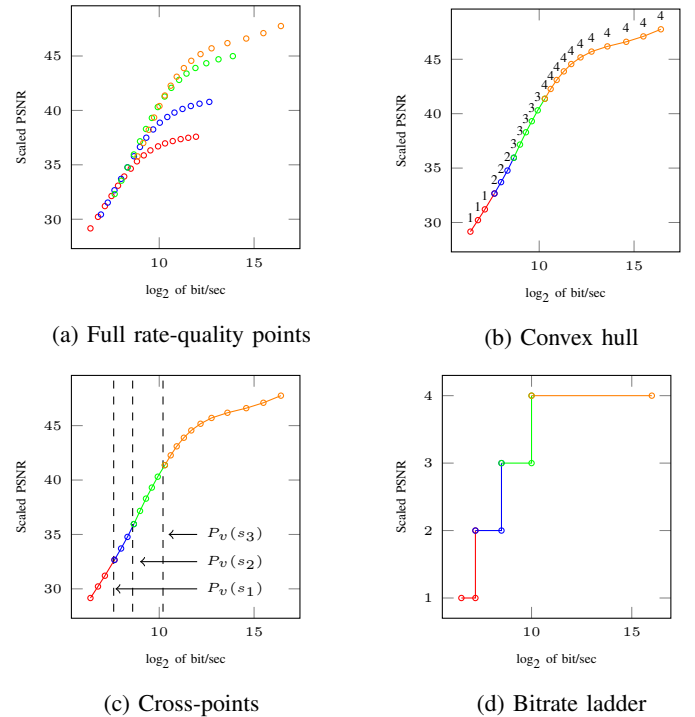 45
40
35
30
Scaled PSNR
10 15
log2 of bit/sec
(a) Full rate-quality points
45
40
35
30
Scaled PSNR
1 1 1 2 2 2 3 3 3 3 3 4 4 4 4 4 4 4 4 4 4 4
10 15
log2 of bit/sec
(b) Convex hull
45
40
35
30
Scaled PSNR
Pv(s3)
Pv(s2)
Pv(s1)
10 15
log2 of bit/sec
(c) Cross-points
4
3
2
1
Scaled PSNR
10 15
log2 of bit/sec
(d) Bitrate ladder